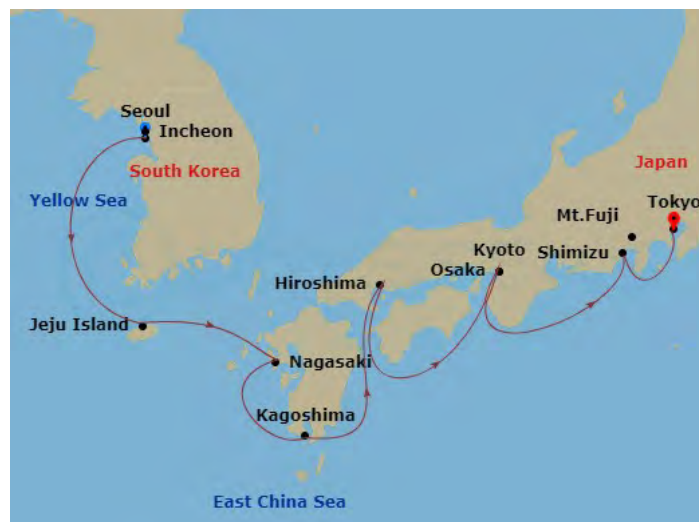 Seoul
Incheon
South Korea
Japan
Yellow Sea
Tokyo
Mt.Fuji
Kyoto
Shimizu
Osaka
Hiroshima
Jeju Island
Nagasaki
Kagoshima
East China Sea